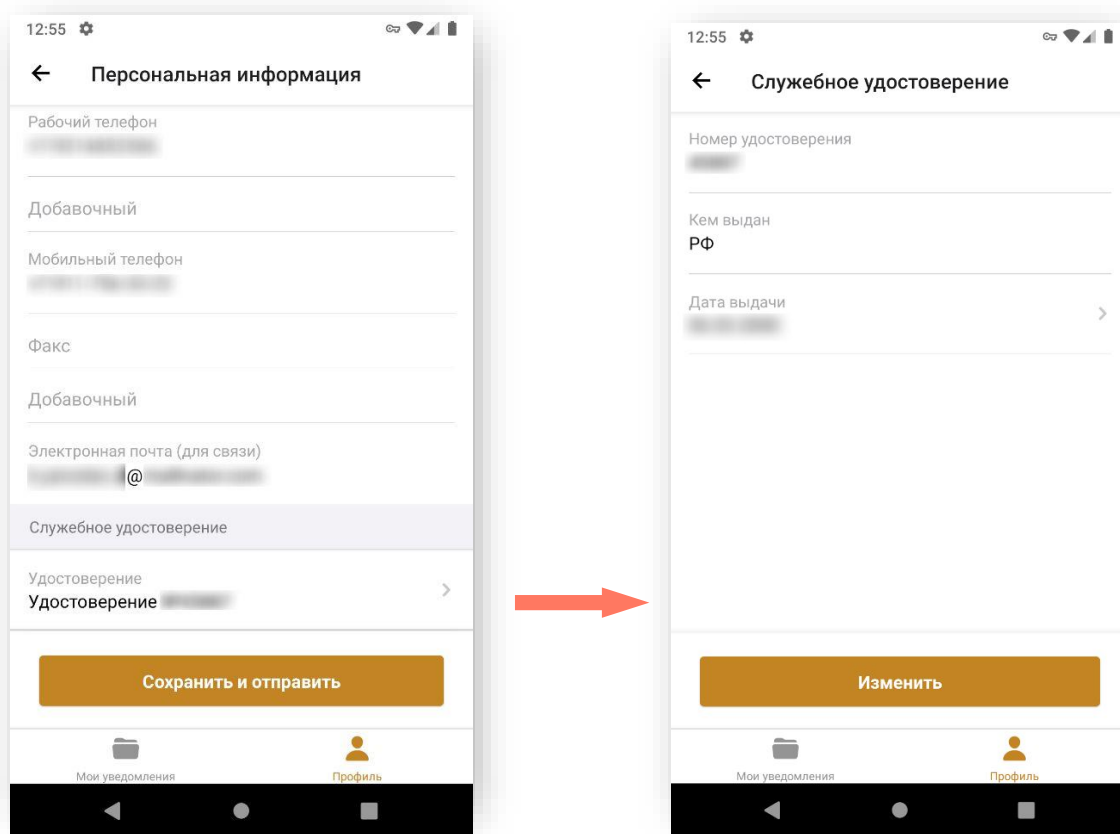 12:55
Персональная информация
Рабочий телефон
Добавочный
Мобильный телефон
Факс
Добавочный
Электронная почта (для связи)
@
Служебное удостоверение
Удостоверение
Удостоверение
Сохранить и отправить
Мои уведомления
Профиль
12:55
Служебное удостоверение
Номер удостоверения
Кем выдан
РФ
Дата выдачи
Изменить
Мои уведомления
Профиль